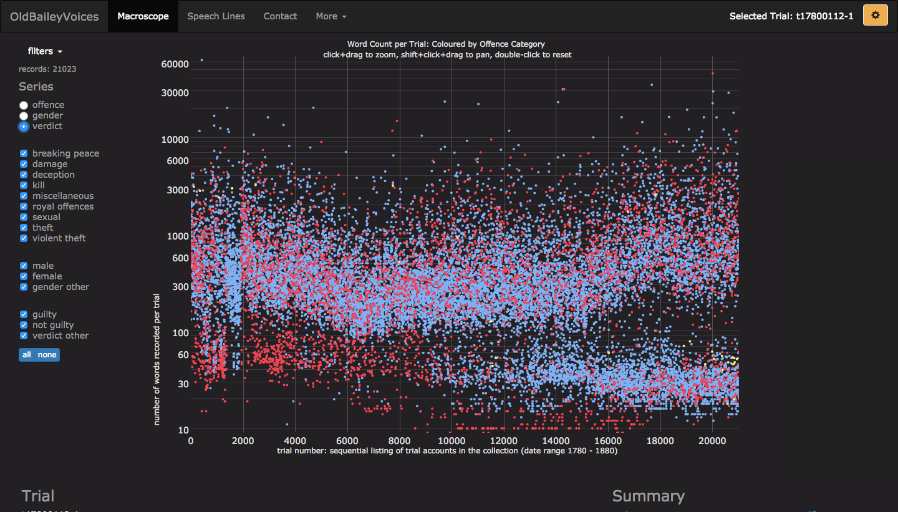 OldBaileyVoices Macroscope Speech Lines Contact More Selected Trial: t17800112-1
filters
records: 21023
Series
offence
gender
verdict
breaking peace
damage
deception
kill
miscellaneous
royal offences
sexual
theft
violent theft
male
female
gender other
guilty
not guilty
verdict other
all none
Word Count per Trial: Coloured by Offence Category
click+drag to zoom, shift+click+drag to pan, double-click to reset
number of words recorded per trial
60000
30000
10000
6000
3000
1000
600
300
100
60
30
10
0 2000 4000 6000 8000 10000 12000 14000 16000 18000 20000
trial number: sequential listing of trial accounts in the collection (date range 1780 - 1880)
Trial
Summary